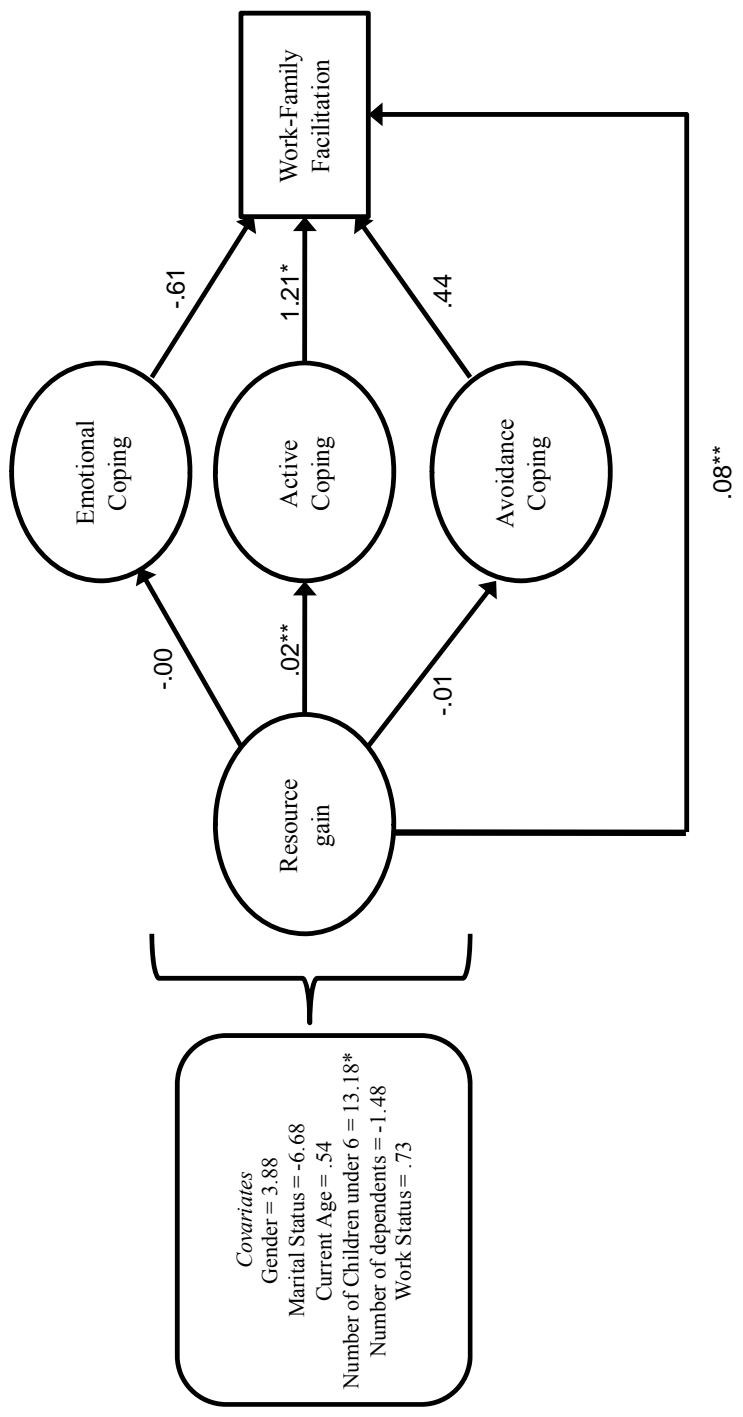 Covariates
Gender = 3.88
Marital Status = -6.68
Current Age = .54
Number of Children under 6 = 13.18*
Number of dependents = -1.48
Work Status = .73
Resource
gain
-.00
.02**
-.01
Emotional
Coping
Active
Coping
Avoidance
Coping
-.61
1.21*
.44
Work-Family
Facilitation
.08**